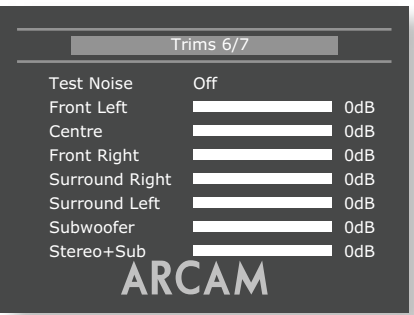 Trims 6/7
Test Noise Off
Front Left 0dB
Centre 0dB
Front Right 0dB
Surround Right 0dB
Surround Left 0dB
Subwoofer 0dB
Stereo+Sub 0dB
ARCAM